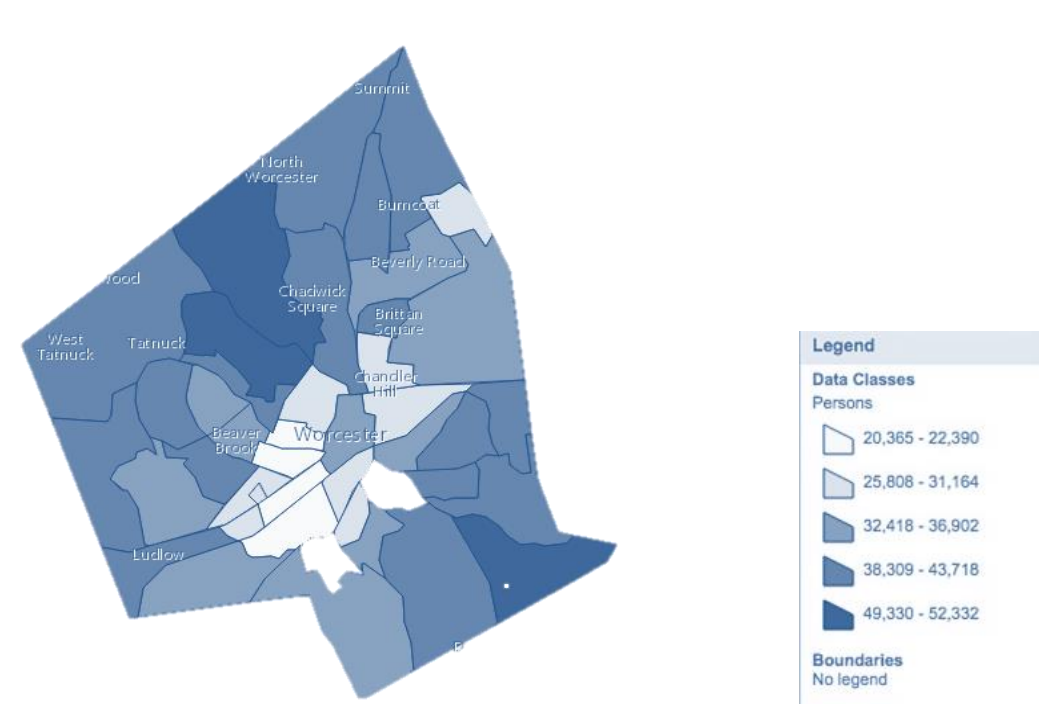 Summit
North
Worcester
Burncoat
Beverly Road
Chadwick
Square
Brittan
Square
West
Tatnuck
Tatnuck
Chandler
Hill
Beaver
Brook
Worcester
Ludlow
Legend
Data Classes
Persons
20,365 - 22,390
25,808 - 31,164
32,418 - 36,902
38,309 - 43,718
49,330 - 52,332
Boundaries
No legend